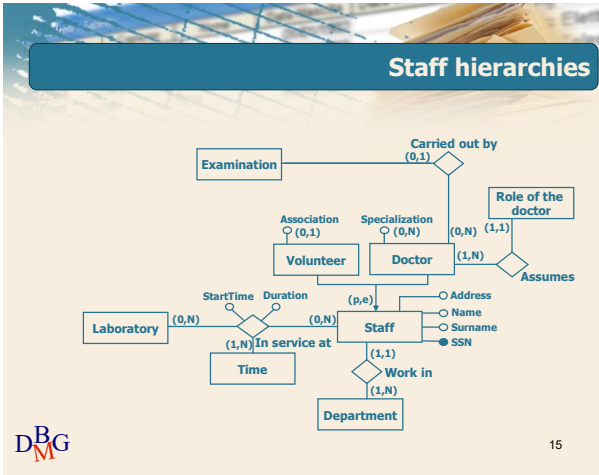 Staff hierarchies
Carried out by
(0,1)
Examination
Role of the
doctor
Association
(0,1)
Specialization
(0,N)
(0,N)
(1,1)
Volunteer
Doctor
(1,N)
Assumes
StartTime
Duration
(p,e)
Address
Name
Surname
SSN
Laboratory
(0,N)
(0,N)
Staff
(1,N)
In service at
(1,1)
Time
Work in
(1,N)
Department
DBMG
15